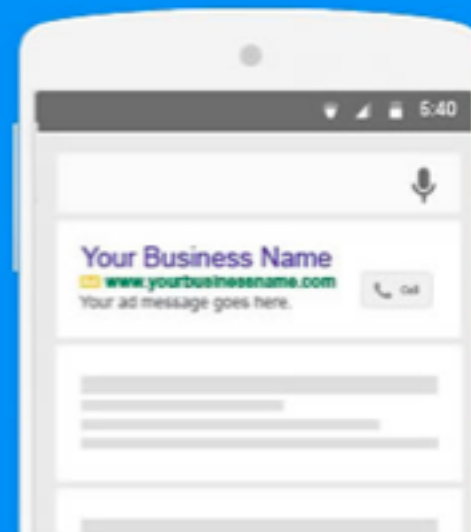 5:40
Your Business Name
Ad www.yourbusinessname.com
Your ad message goes here.
Call